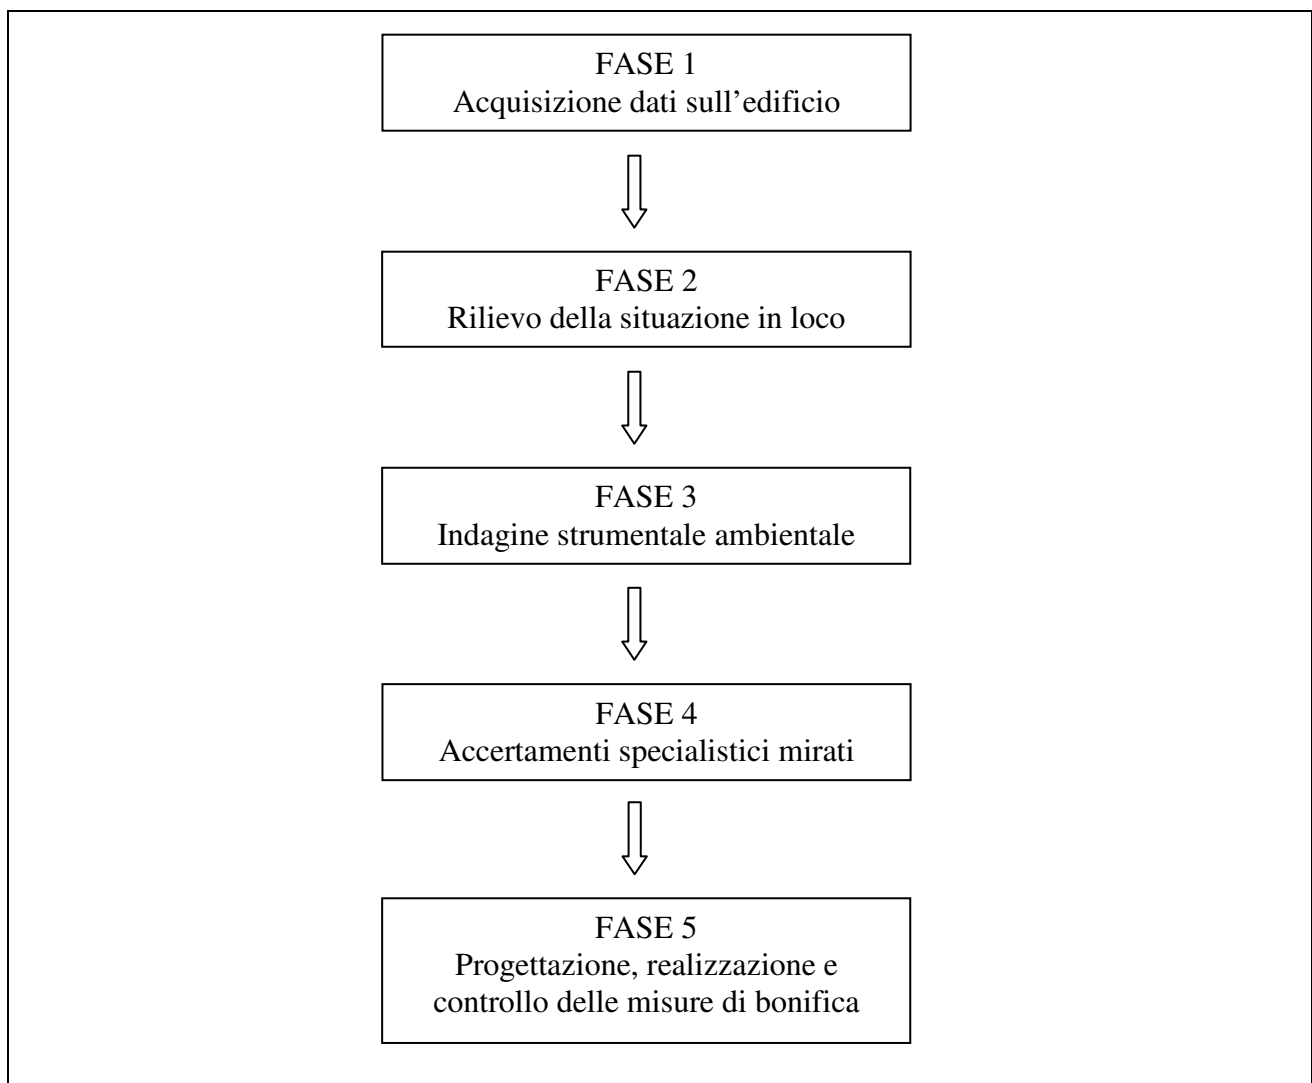 FASE 1
Acquisizione dati sull’edificio
FASE 2
Rilievo della situazione in loco
FASE 3
Indagine strumentale ambientale
FASE 4
Accertamenti specialistici mirati
FASE 5
Progettazione, realizzazione e
controllo delle misure di bonifica